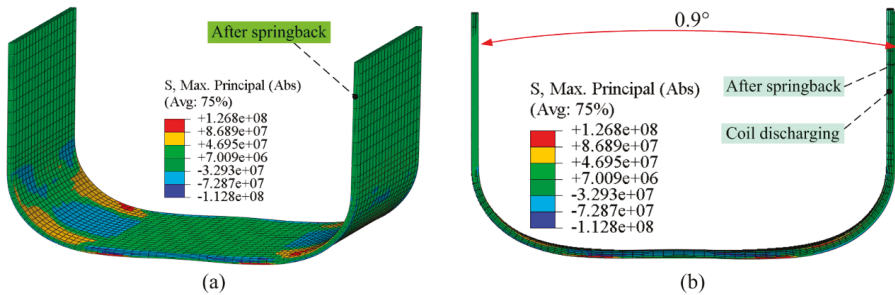 After springback
S, Max. Principal (Abs)
(Avg: 75%)
+1.268e+08
+8.689e+07
+4.695e+07
+7.009e+06
-3.293e+07
-7.287e+07
-1.128e+08
(a)
0.9°
After springback
Coil discharging
S, Max. Principal (Abs)
(Avg: 75%)
+1.268e+08
+8.689e+07
+4.695e+07
+7.009e+06
-3.293e+07
-7.287e+07
-1.128e+08
(b)